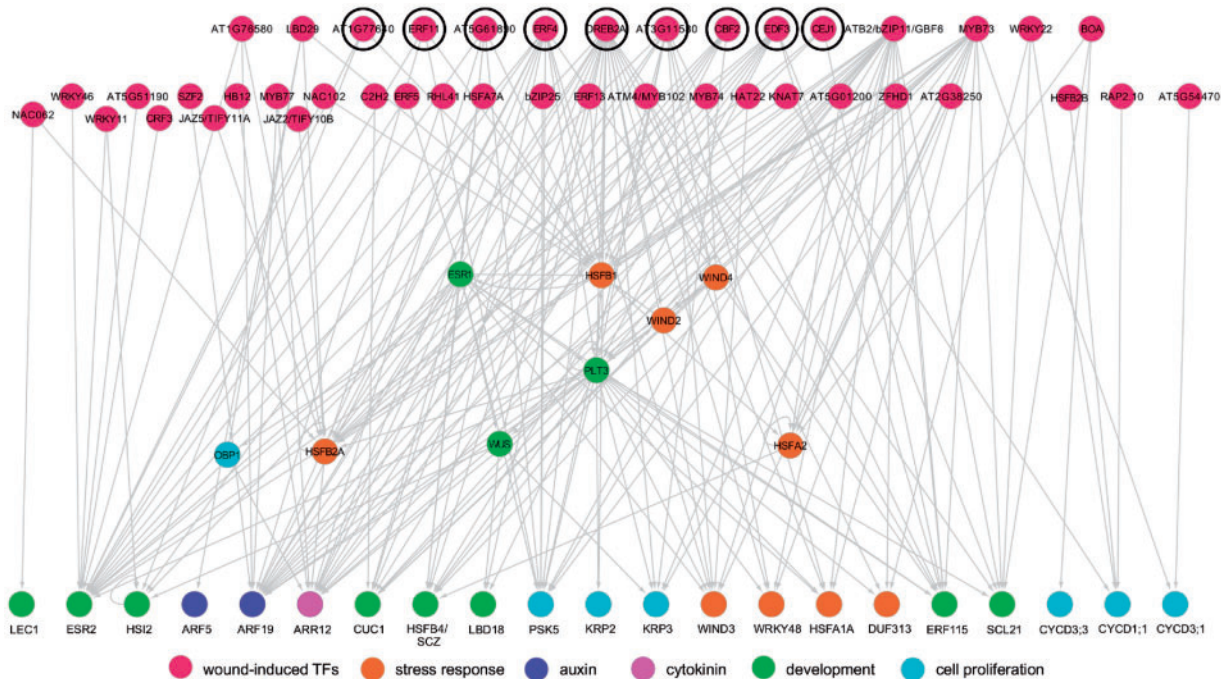 AT1G76580 LBD29 AT1G77640 ERF11 AT5G61890 ERF4 DREB2A AT3G11580 CBF2 EDF3 CEJ1 ATB2/bZIP11/GBF6 MYB73 WRKY22 BOA
WRKY46 AT5G51190 SZF2 HB12 MYB77 NAC102 C2H2 ERF5 RHL41 HSFA7A bZIP25 ERF13 ATM4/MYB102 MYB74 HAT22 KNAT7 AT5G01200 ZFHD1 AT2G38250 HSFB2B RAP2.10 AT5G54470
NAC062 WRKY11 CRF3 JAZ5/TIFY11A JAZ2/TIFY10B
ESR1 HSFB1 WIND4
WIND2
PLT3
OBP1 HSFB2A WUS HSFA2
LEC1 ESR2 HSI2 ARF5 ARF19 ARR12 CUC1 HSFB4/ LBD18 PSK5 KRP2 KRP3 WIND3 WRKY48 HSFA1A DUF313 ERF115 SCL21 CYCD3;3 CYCD1;1 CYCD3;1
SCZ
wound-induced TFs stress response auxin cytokinin development cell proliferation